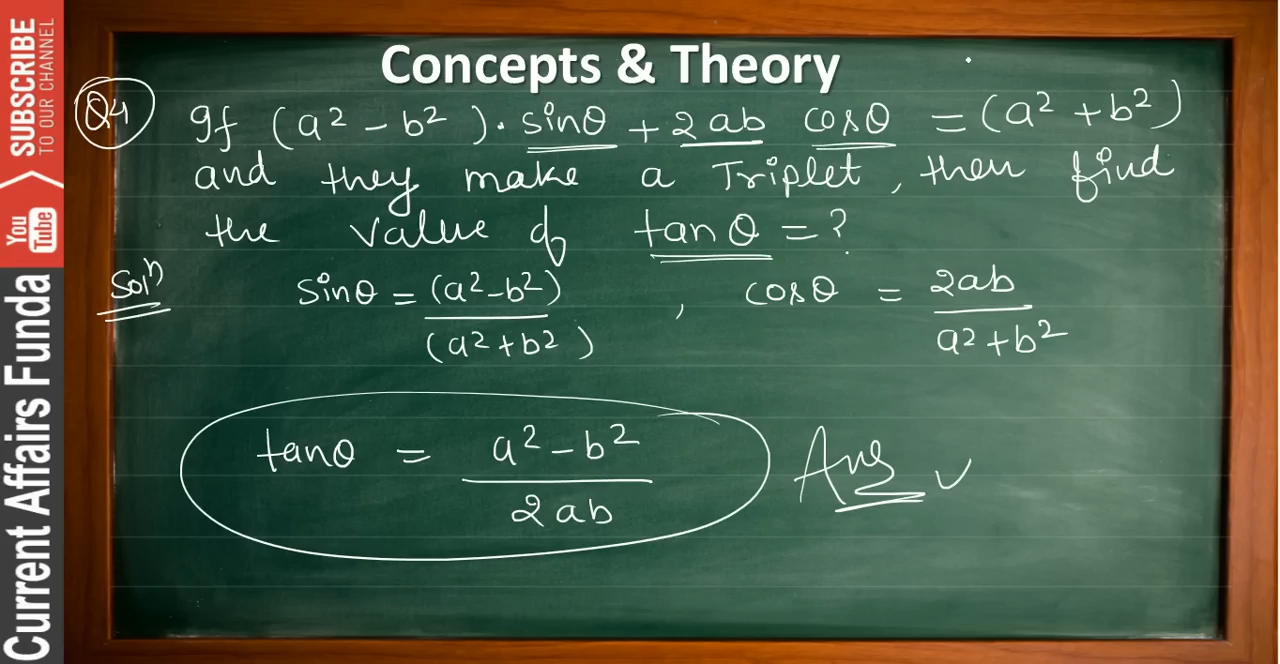 Concepts & Theory
Q4 If (a² – b²).sinθ + 2ab cosθ = (a² + b²)
and they make a Triplet, then find
the value of tanθ = ?
Solⁿ sinθ = (a²–b²)/(a²+b²) , cosθ = 2ab/a²+b²
tanθ = a²–b²/2ab Ans ✓
SUBSCRIBE
TO OUR CHANNEL
You Tube
Current Affairs Funda